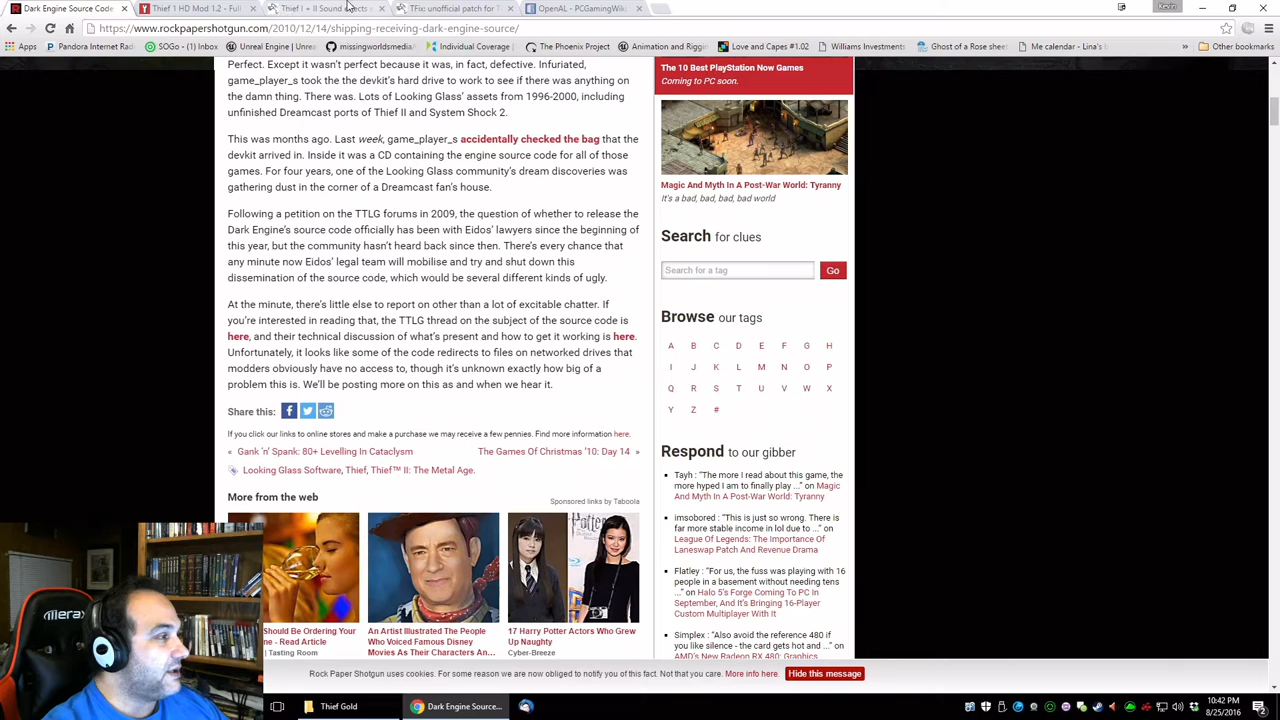 Dark Engine Source Code
Thief 1 HD Mod 1.2 - Full
Thief I + II Sound effects e
TFix: unofficial patch for T
OpenAL - PCGamingWiki
Kevin
https://www.rockpapershotgun.com/2010/12/14/shipping-receiving-dark-engine-source/
Apps
Pandora Internet Radio
SOGo - 1)
Unreal Engine | Unrea
missingworldsmedia
Individual Coverage |
The Phoenix Project
Animation and Riggin
Love and Capes #1.02
Williams Investments
Ghost of a Rose sheet
Me calendar - Lista
»
Other bookmarks
Perfect. Except it wasn't perfect because it was, in fact, defective. Infuriated,
game_player_s took the the devkit's hard drive to work to see if there was anything on
the damn thing. There was. Lots of Looking Glass' assets from 1996-2000, including
unfinished Dreamcast ports of Thief II and System Shock 2.
This was months ago. Last week, game_player_s accidentally checked the bag that the
devkit arrived in. Inside it was a CD containing the engine source code for all of those
games. For four years, one of the Looking Glass community's dream discoveries was
gathering dust in the corner of a Dreamcast fan's house.
Following a petition on the TTLG forums in 2009, the question of whether to release the
Dark Engine's source code officially has been with Eidos' lawyers since the beginning of
this year, but the community hasn't heard back since then. There's every chance that
any minute now Eidos' legal team will mobilise and try and shut down this
dissemination of the source code, which would be several different kinds of ugly.
At the minute, there's little else to report on other than a lot of excitable chatter. If
you're interested in reading that, the TTLG thread on the subject of the source code is
here, and their technical discussion of what's present and how to get it working is here.
Unfortunately, it looks like some of the code redirects to files on networked drives that
modders obviously have no access to, though it's unknown exactly how big of a
problem this is. We'll be posting more on this as and when we hear it.
Share this:
If you click our links to online stores and make a purchase we may receive a few pennies. Find more information here.
« Gank 'n' Spank: 80+ Levelling In Cataclysm
The Games Of Christmas '10: Day 14 »
Looking Glass Software, Thief, Thief™ II: The Metal Age.
More from the web
Sponsored links by Taboola
Should Be Ordering Your
ne - Read Article
| Tasting Room
An Artist Illustrated The People
Who Voiced Famous Disney
Movies As Their Characters An...
17 Harry Potter Actors Who Grew
Up Naughty
Cyber-Breeze
The 10 Best PlayStation Now Games
Coming to PC soon.
Magic And Myth In A Post-War World: Tyranny
It's a bad, bad, bad, bad world
Search for clues
Search for a tag
Go
Browse our tags
A B C D E F G H
I J K L M N O P
Q R S T U V W X
Y Z #
Respond to our gibber
Tayh : "The more I read about this game, the
more hyped I am to finally play ..." on Magic
And Myth In A Post-War World: Tyranny
imsobored : "This is just so wrong. There is
far more stable income in lol due to ..." on
League of Legends: The Importance Of
Laneswap Patch And Revenue Drama
Flatley : "For us, the fuss was playing with 16
people in a basement without needing tens
..." on Halo 5's Forge Coming To PC In
September, And It's Bringing 16-Player
Custom Multiplayer With It
Simplex : "Also avoid the reference 480 if
you like silence - the card gets hot and ..." on
AMD's New Radeon RX 480: Graphics
Rock Paper Shotgun uses cookies. For some reason we are now obliged to notify you of this fact. Not that you care. More info here.
Hide this message
Thief Gold
Dark Engine Source...
10:42 PM
8/25/2016